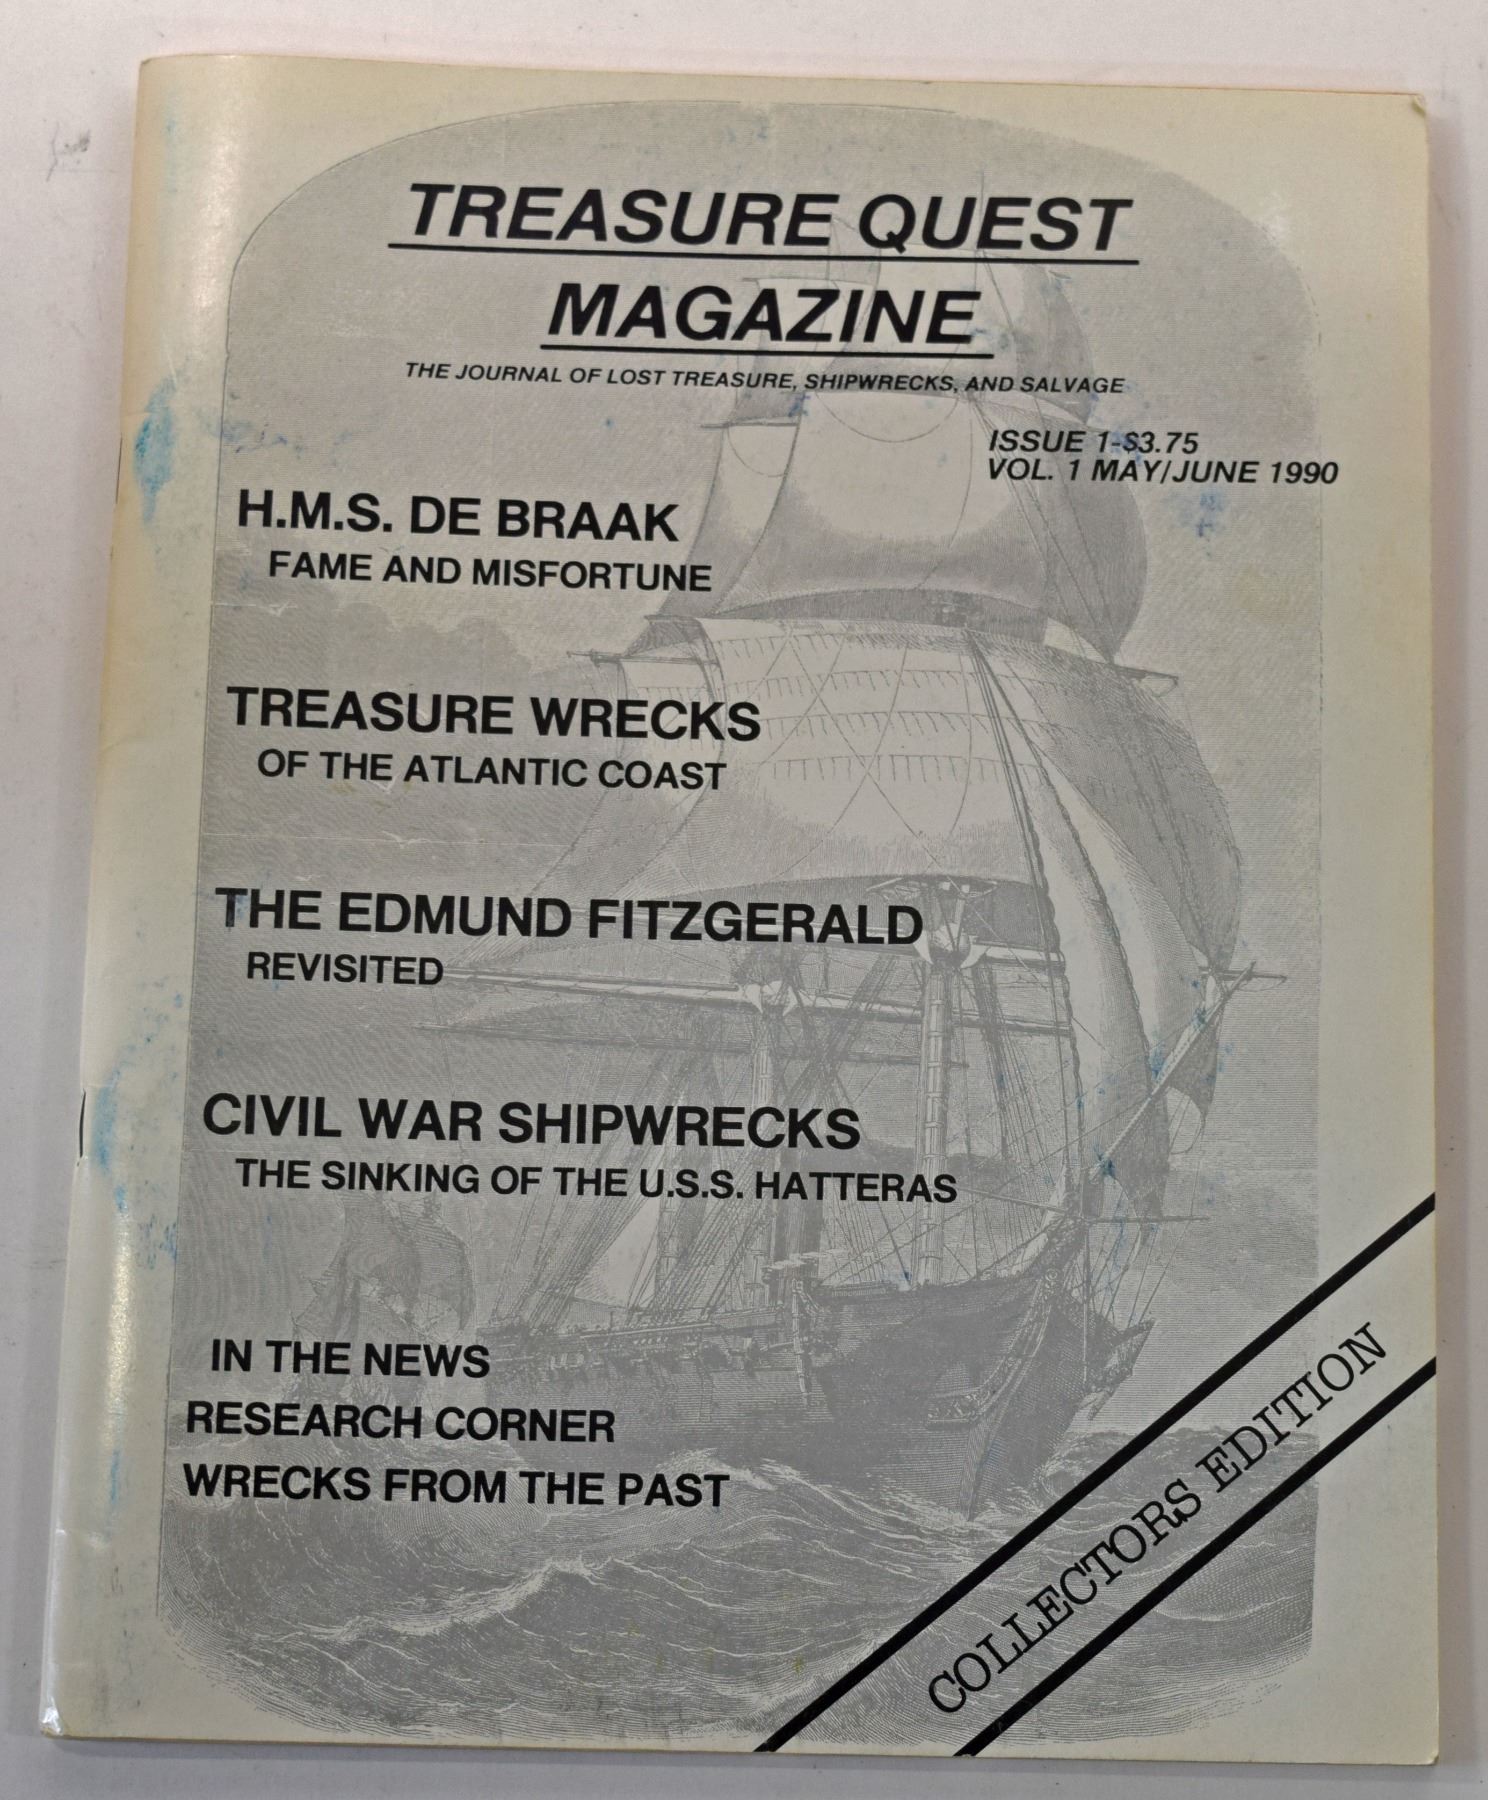 TREASURE QUEST
MAGAZINE
THE JOURNAL OF LOST TREASURE, SHIPWRECKS, AND SALVAGE
ISSUE 1-$3.75
VOL. 1 MAY/JUNE 1990
H.M.S. DE BRAAK
FAME AND MISFORTUNE
TREASURE WRECKS
OF THE ATLANTIC COAST
THE EDMUND FITZGERALD
REVISITED
CIVIL WAR SHIPWRECKS
THE SINKING OF THE U.S.S. HATTERAS
IN THE NEWS
RESEARCH CORNER
WRECKS FROM THE PAST
COLLECTORS EDITION